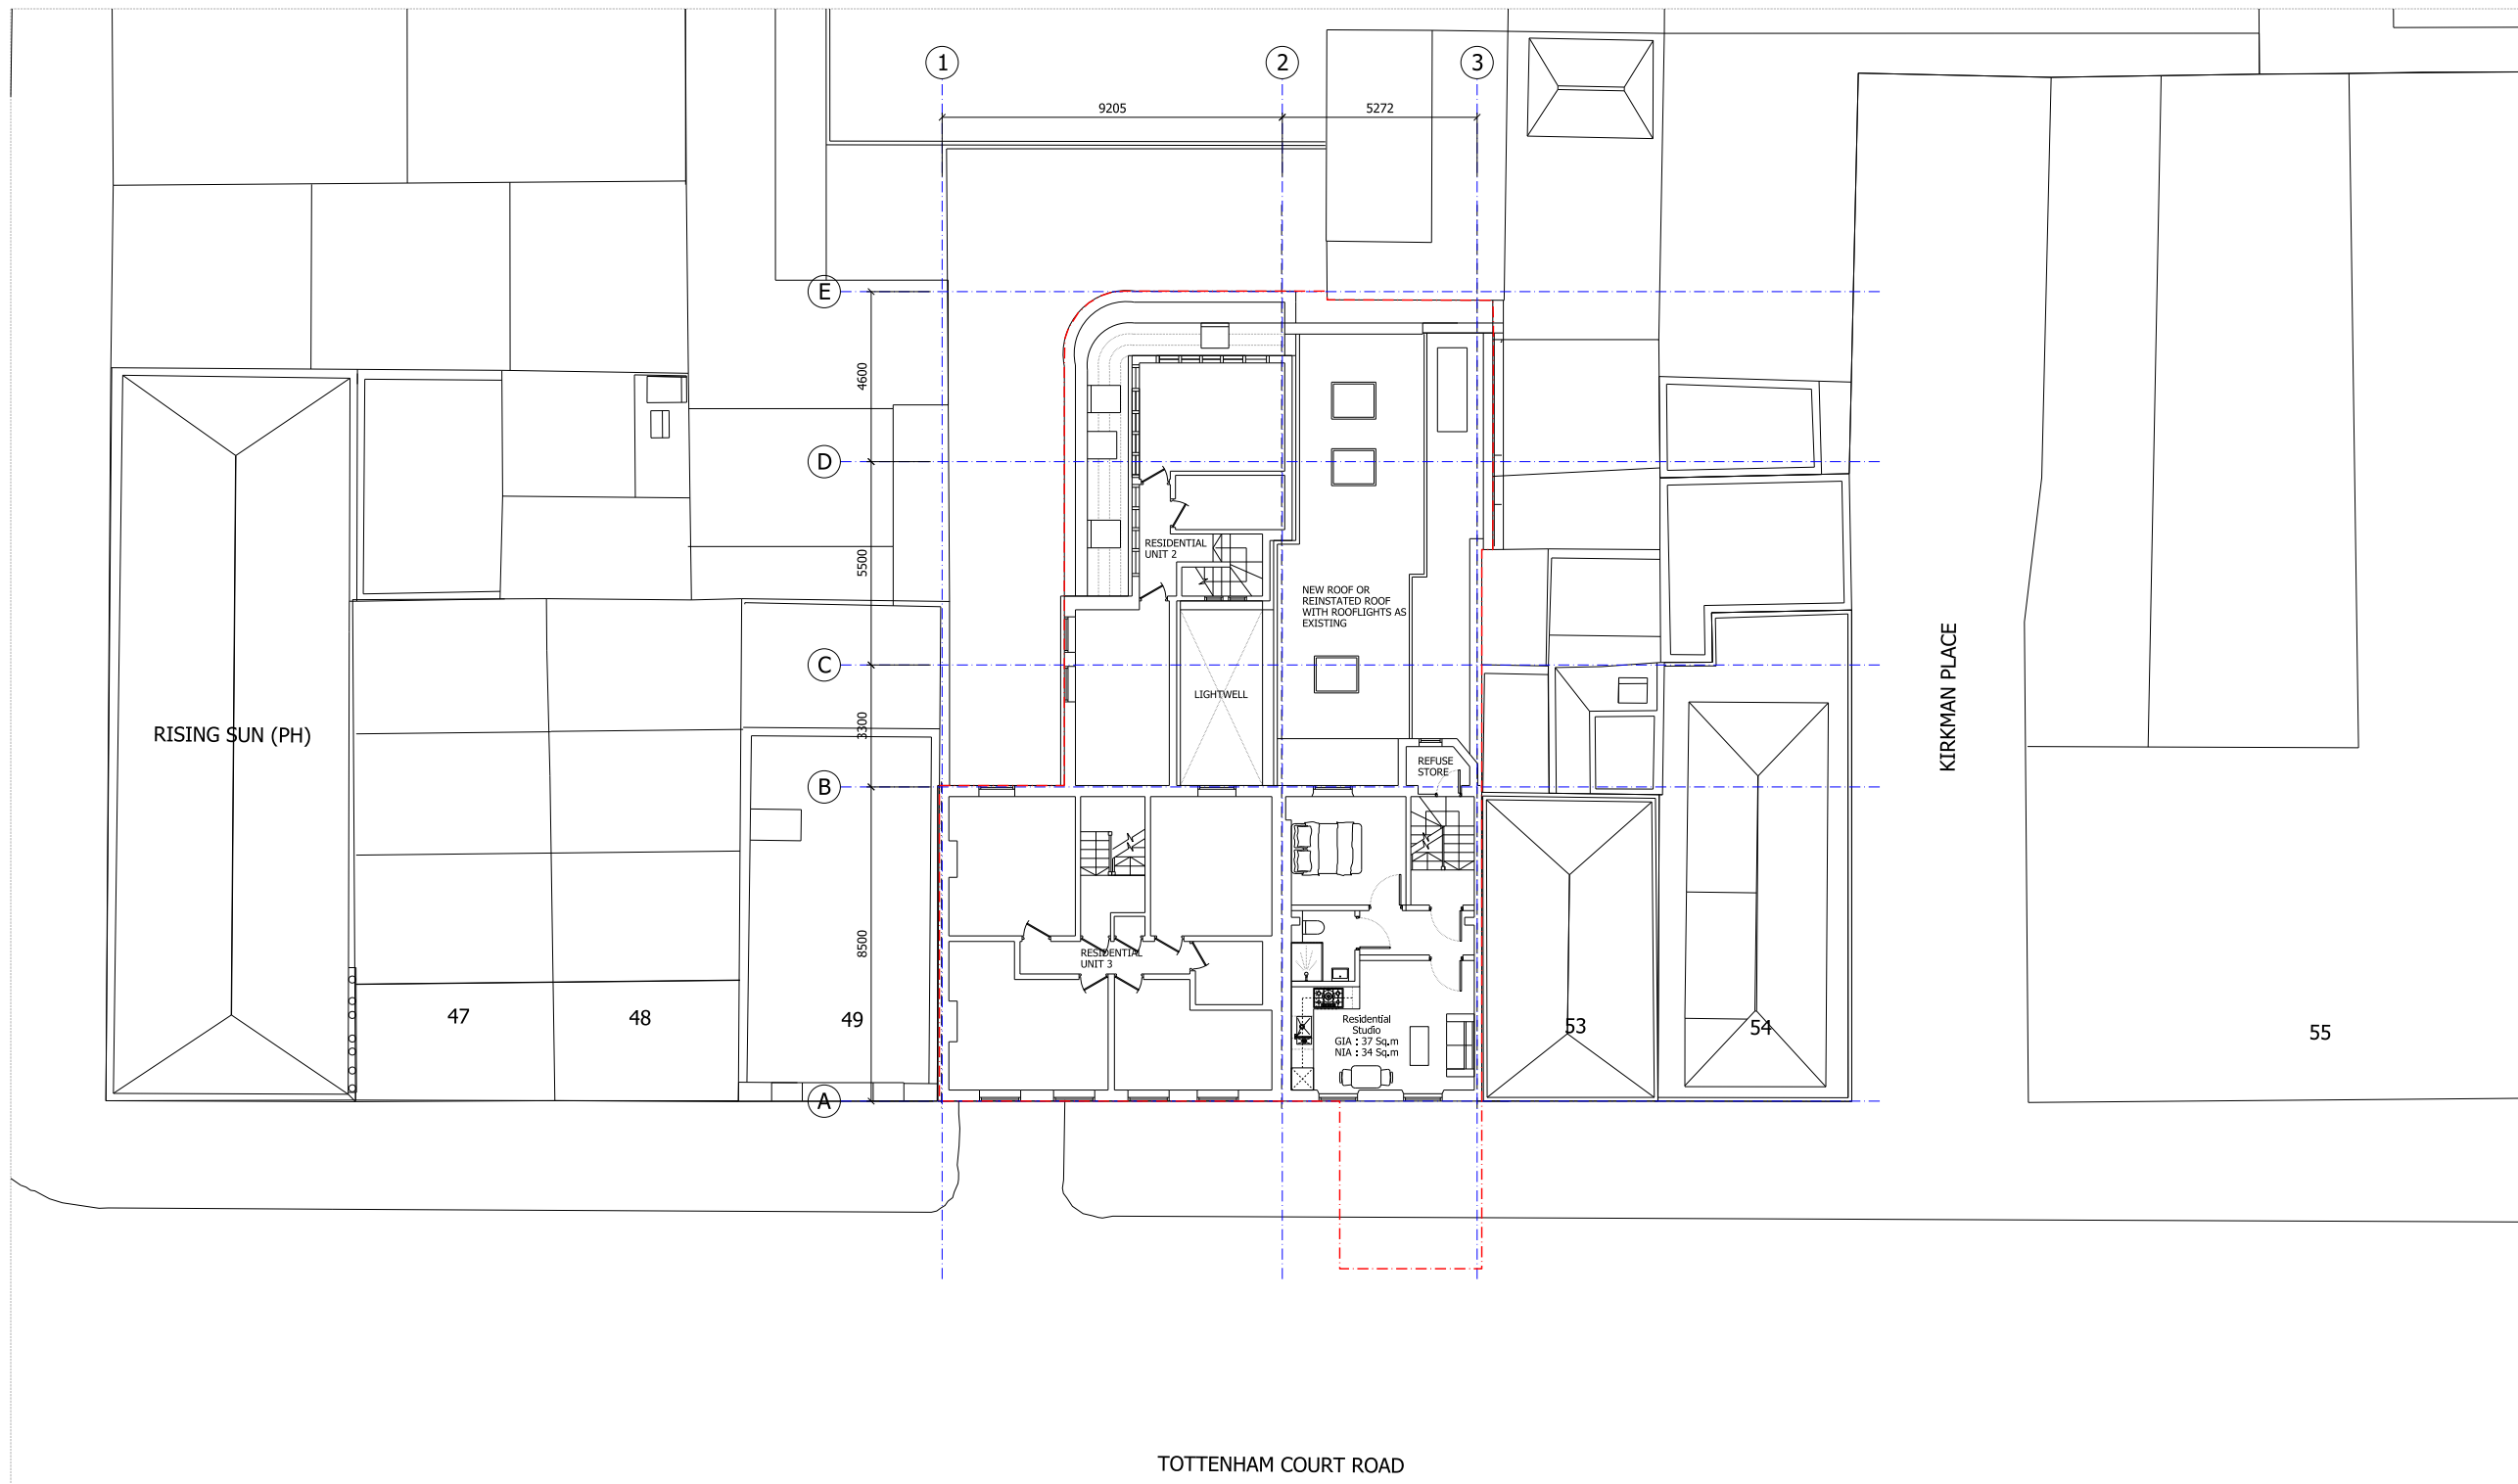 1
2
3
9205
5272
E
4600
D
5500
RESIDENTIAL
UNIT 2
NEW ROOF OR
REINSTATED ROOF
WITH ROOFLIGHTS AS
EXISTING
C
LIGHTWELL
KIRKMAN PLACE
RISING SUN (PH)
3300
REFUSE
STORE
B
8500
RESIDENTIAL
UNIT 3
47
48
49
Residential
Studio
GIA : 37 Sq.m
NIA : 34 Sq.m
53
54
55
A
TOTTENHAM COURT ROAD